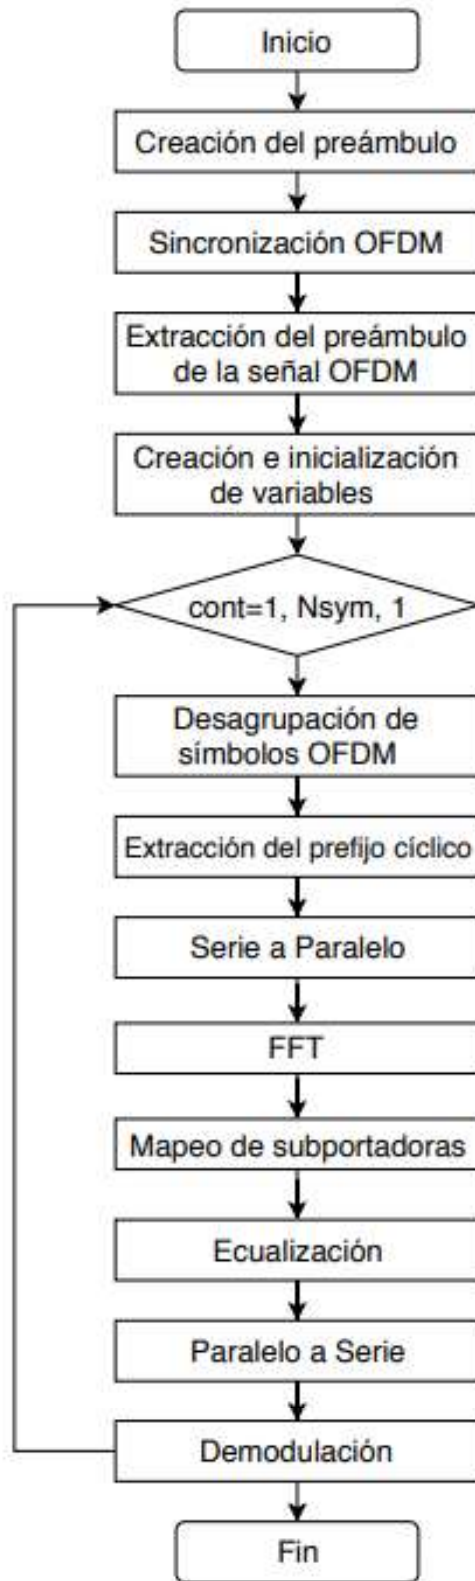 Inicio
Creación del preámbulo
Sincronización OFDM
Extracción del preámbulo
de la señal OFDM
Creación e inicialización
de variables
cont=1, Nsym, 1
Desagrupación de
símbolos OFDM
Extracción del prefijo cíclico
Serie a Paralelo
FFT
Mapeo de subportadoras
Ecualización
Paralelo a Serie
Demodulación
Fin